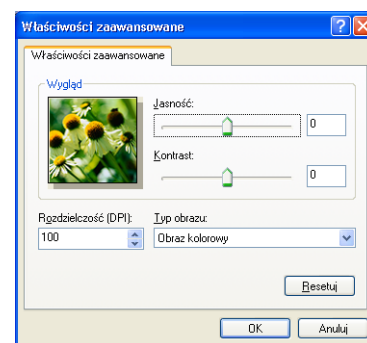 Właściwości zaawansowane
Właściwości zaawansowane
Wygląd
Jasność:
0
Kontrast:
0
Rozdzielczość (DPI):
Typ obrazu:
100
Obraz kolorowy
Resetuj
OK
Anuluj